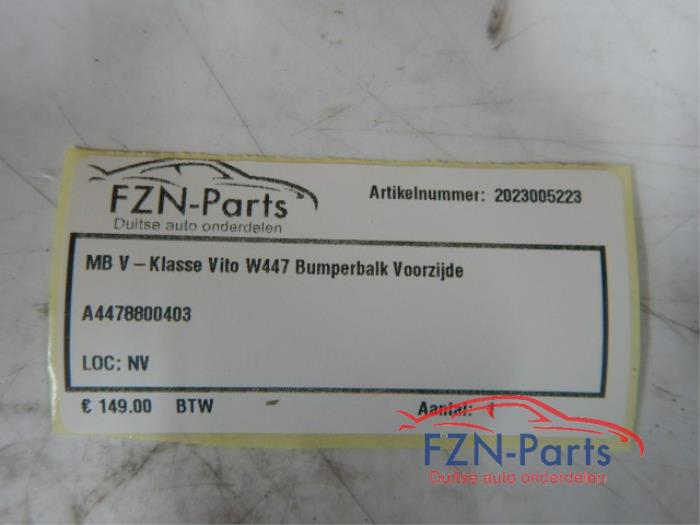 FZN-Parts
Duitse auto onderdelen
Artikelnummer: 2023005223
MB V – Klasse Vito W447 Bumperbalk Voorzijde
A4478800403
LOC: NV
€ 149.00 BTW Aantal:
FZN-Parts
Duitse auto onderdelen